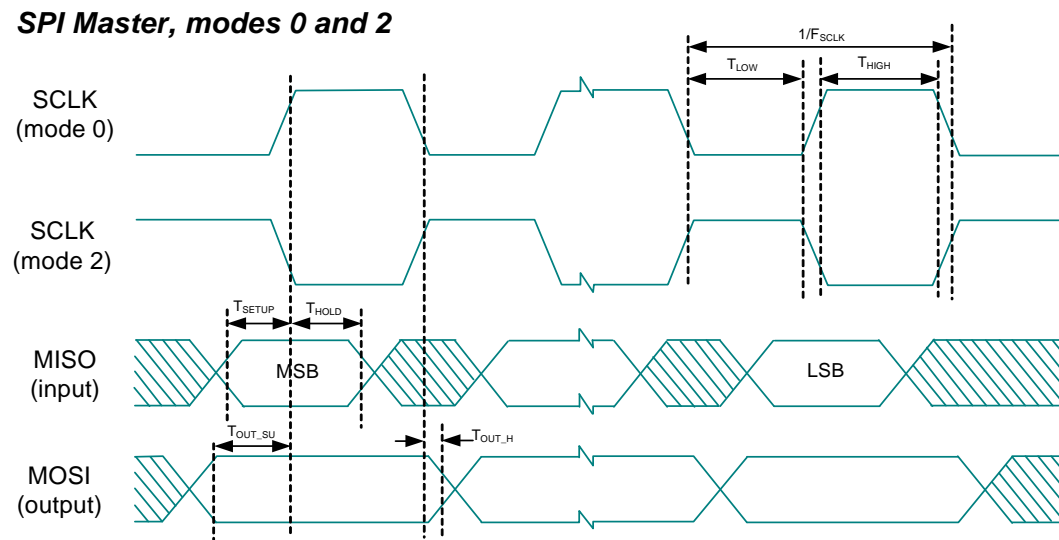 SPI Master, modes 0 and 2
1/FSCLK
TLOW
THIGH
SCLK
(mode 0)
SCLK
(mode 2)
TSETUP
THOLD
MISO
(input)
MSB
LSB
TOUT_SU
TOUT_H
MOSI
(output)